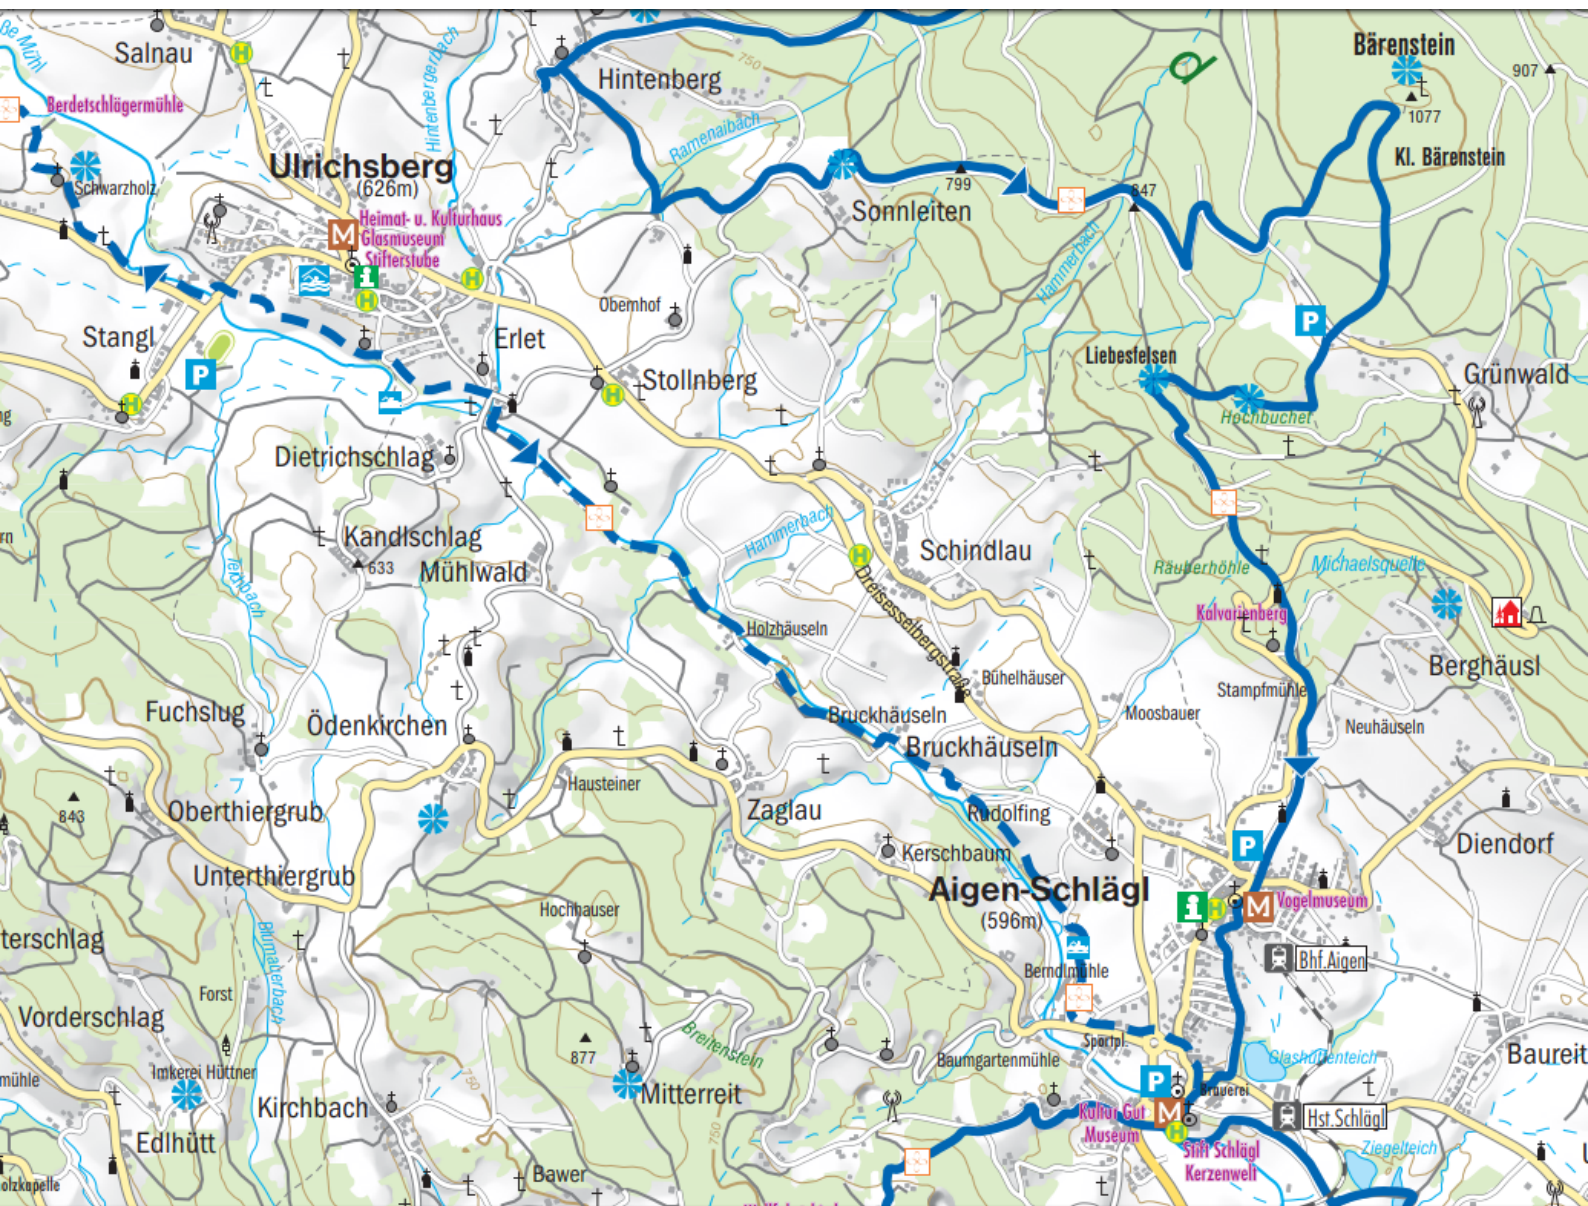 Salnau
Hintenberg
Bärenstein
907
1077
Kl. Bärenstein
750
d
Berdetschlägermühle
Hintenbergerbach
Ramenaibach
Schwarzholz
Ulrichsberg
(626m)
Heimat- u. Kulturhaus
Glasmuseum
Stifterstube
M
i
H
H
H
H
799
847
Sonnleiten
Hammerbach
Obernhof
Stangl
P
H
Erlet
Stollnberg
H
P
Liebesfelsen
Hochbuchet
Grünwald
Dietrichschlag
Kandlschlag
633
Mühlwald
Hammerbach
Schindlau
H
Dreisesselbergstraße
Räuberhöhle
Michaelsquelle
Kalvarienberg
Berghäusl
Holzhäuseln
Bühelhäuser
Stampfmühle
Neuhäuseln
Moosbauer
Fuchslug
Ödenkirchen
Bruckhäuseln
Bruckhäuseln
Hausteiner
Zaglau
Rudolfing
843
Oberthiergrub
Unterthiergrub
Kerschbaum
Diendorf
P
Aigen-Schlägl
(596m)
i
H
M
Vogelmuseum
Bhf.Aigen
Hochhauser
terschlag
Blumauerbach
Forst
Vorderschlag
Berndlmühle
Sportpl.
877
Breitenstein
Baumgartenmühle
Glashüttenteich
Baureit
mühle
Imkerei Hüttner
Mitterreit
750
750
P
Brauerei
Kirchbach
Edlhütt
Kultur Gut
Museum
M
H
Hst.Schlägl
Stift Schlägl
Kerzenwelt
Ziegelteich
Bawer
olzkapelle